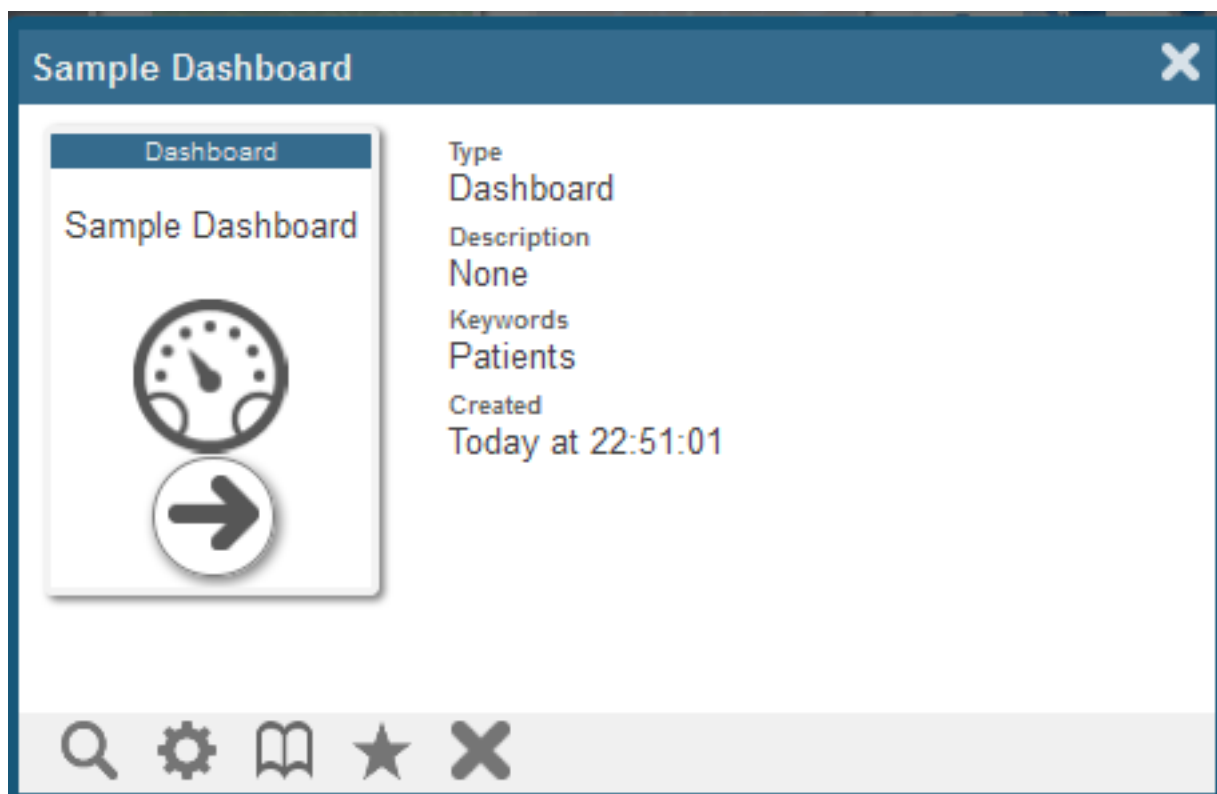 Sample Dashboard
Dashboard
Sample Dashboard
Type
Dashboard
Description
None
Keywords
Patients
Created
Today at 22:51:01